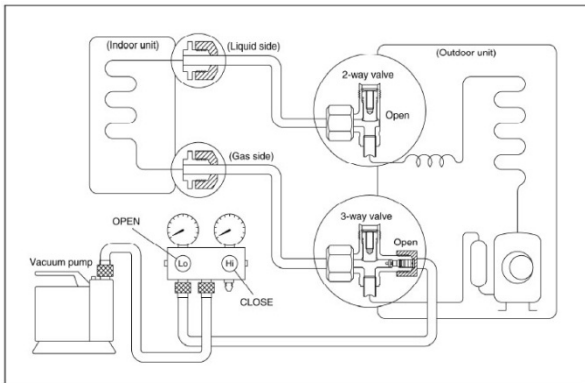 (Indoor unit)
(Liquid side)
(Outdoor unit)
2-way valve
Open
(Gas side)
3-way valve
Open
OPEN
Lo
Hi
CLOSE
Vacuum pump